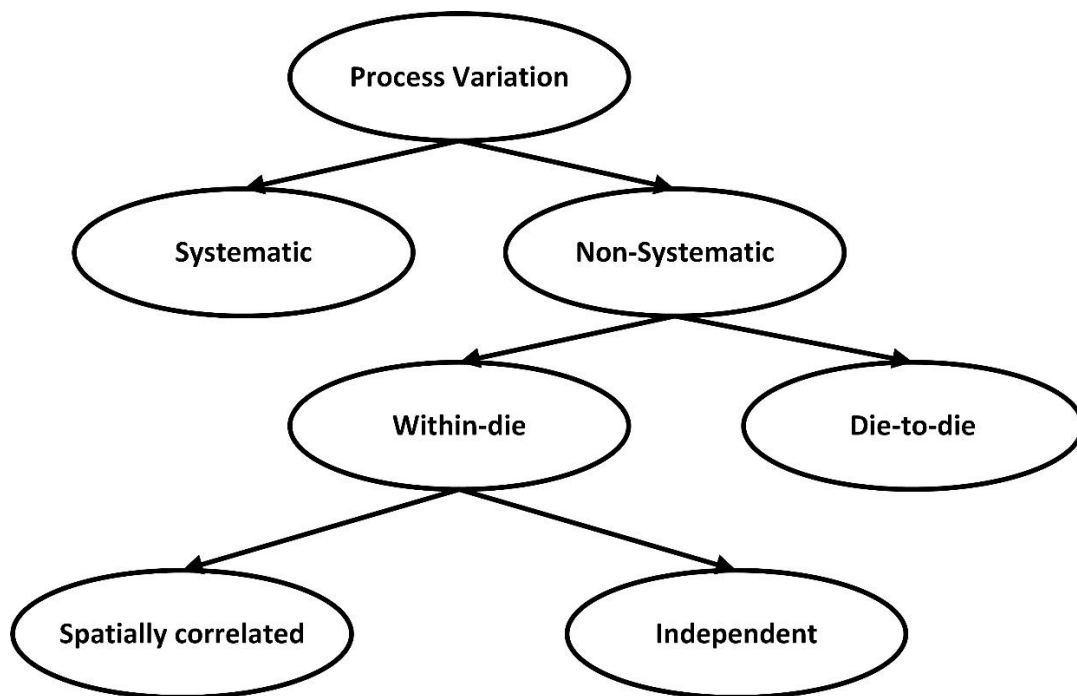 Process Variation
Systematic
Non-Systematic
Within-die
Die-to-die
Spatially correlated
Independent